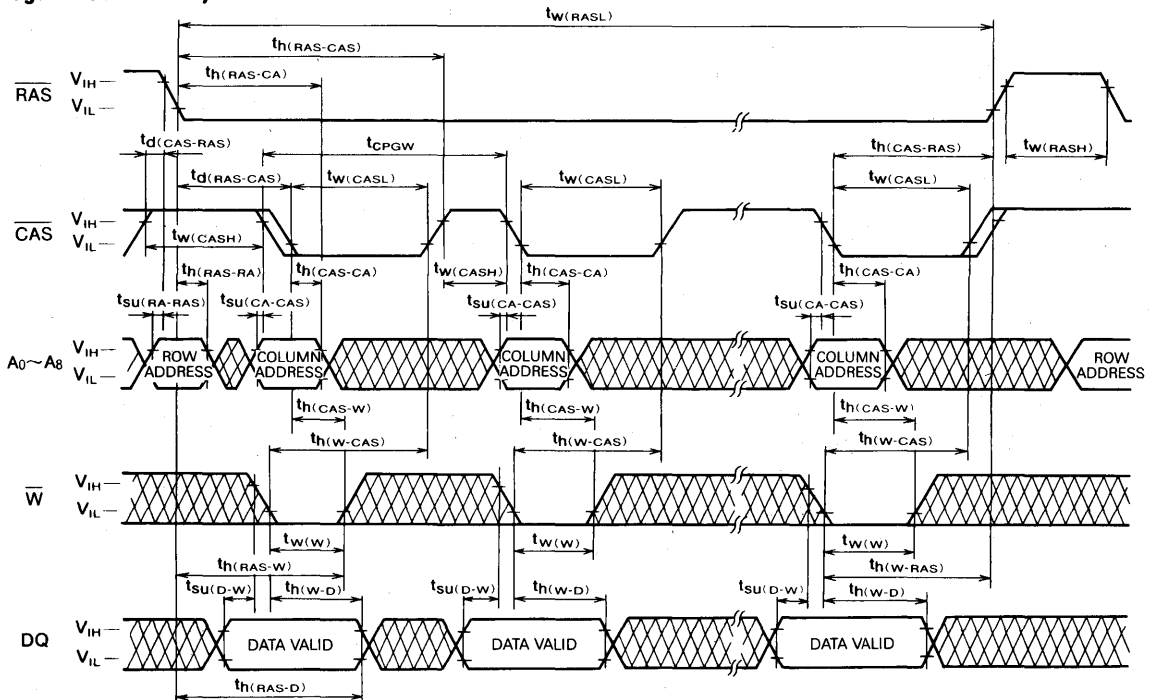 tw(RASL)
th(RAS-CAS)
th(RAS-CA)
RAS
VIH
VIL
td(CAS-RAS)
tCPGW
th(CAS-RAS)
tw(RASH)
td(RAS-CAS)
tw(CASL)
tw(CASL)
tw(CASL)
CAS
VIH
VIL
tw(CASH)
th(RAS-RA)
th(CAS-CA)
tw(CASH)
th(CAS-CA)
th(CAS-CA)
tsu(RA-RAS)
tsu(CA-CAS)
tsu(CA-CAS)
tsu(CA-CAS)
A0~A8
VIH
VIL
ROW ADDRESS
COLUMN ADDRESS
COLUMN ADDRESS
COLUMN ADDRESS
ROW ADDRESS
th(CAS-W)
th(CAS-W)
th(CAS-W)
th(W-CAS)
th(W-CAS)
th(W-CAS)
W
VIH
VIL
tw(W)
tw(W)
tw(W)
th(RAS-W)
th(W-RAS)
tsu(D-W)
th(W-D)
tsu(D-W)
th(W-D)
tsu(D-W)
th(W-D)
DQ
VIH
VIL
DATA VALID
DATA VALID
DATA VALID
th(RAS-D)